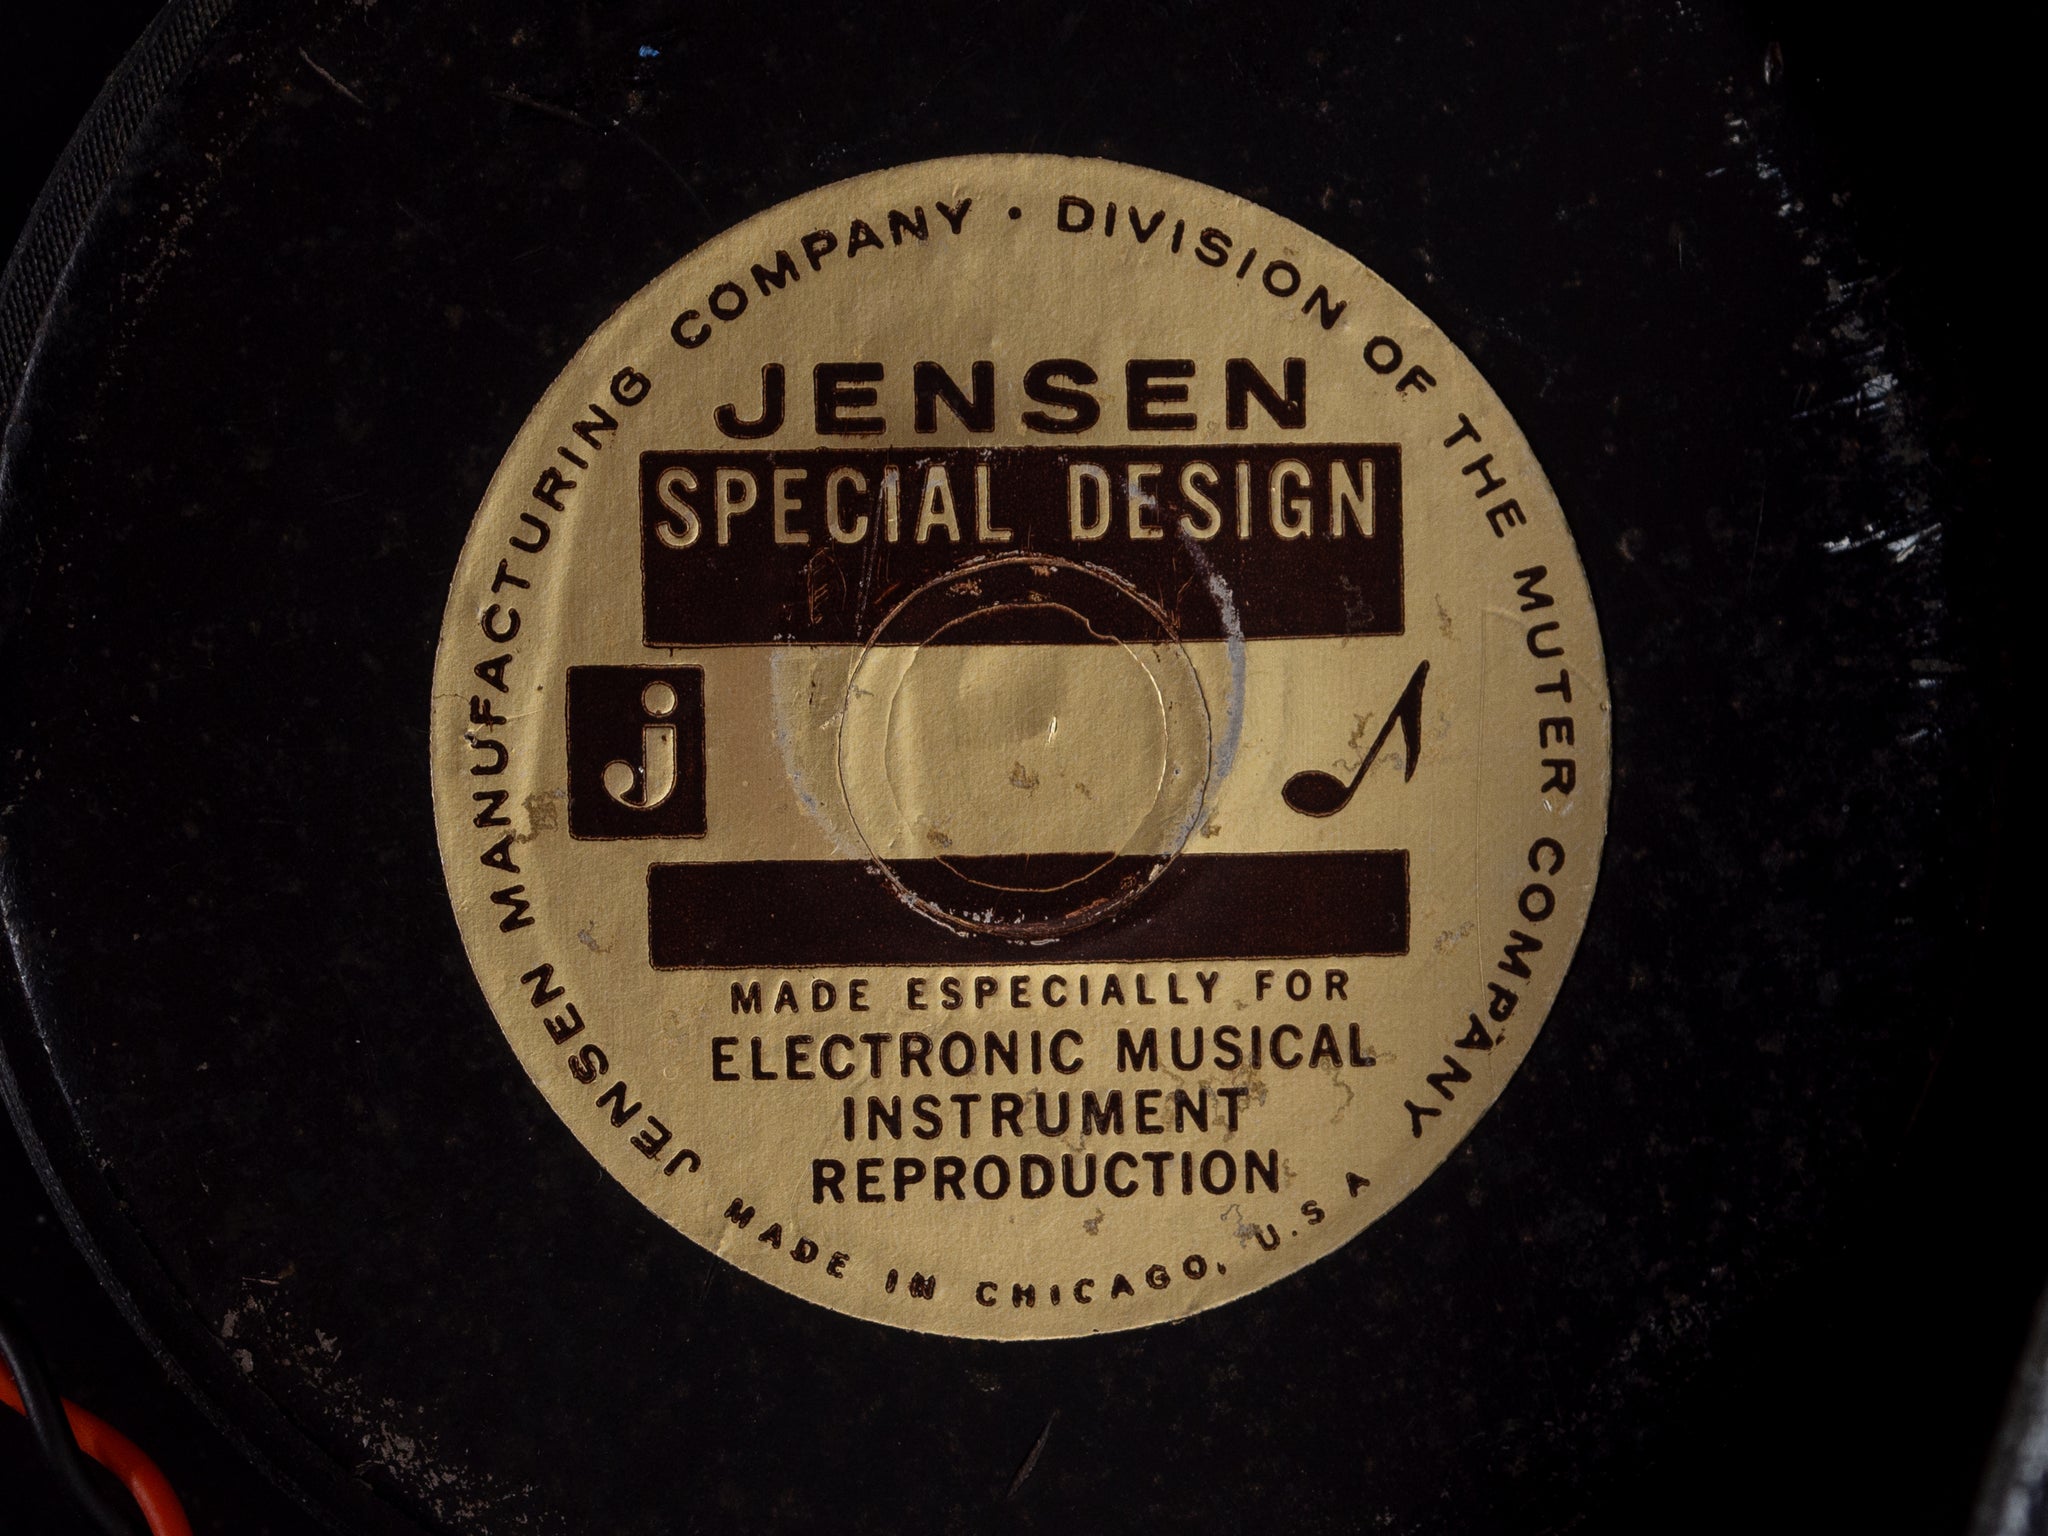 JENSEN MANUFACTURING COMPANY · DIVISION OF THE MUTER COMPANY
JENSEN
SPECIAL DESIGN
j
MADE ESPECIALLY FOR
ELECTRONIC MUSICAL
INSTRUMENT
REPRODUCTION
MADE IN CHICAGO, U.S A